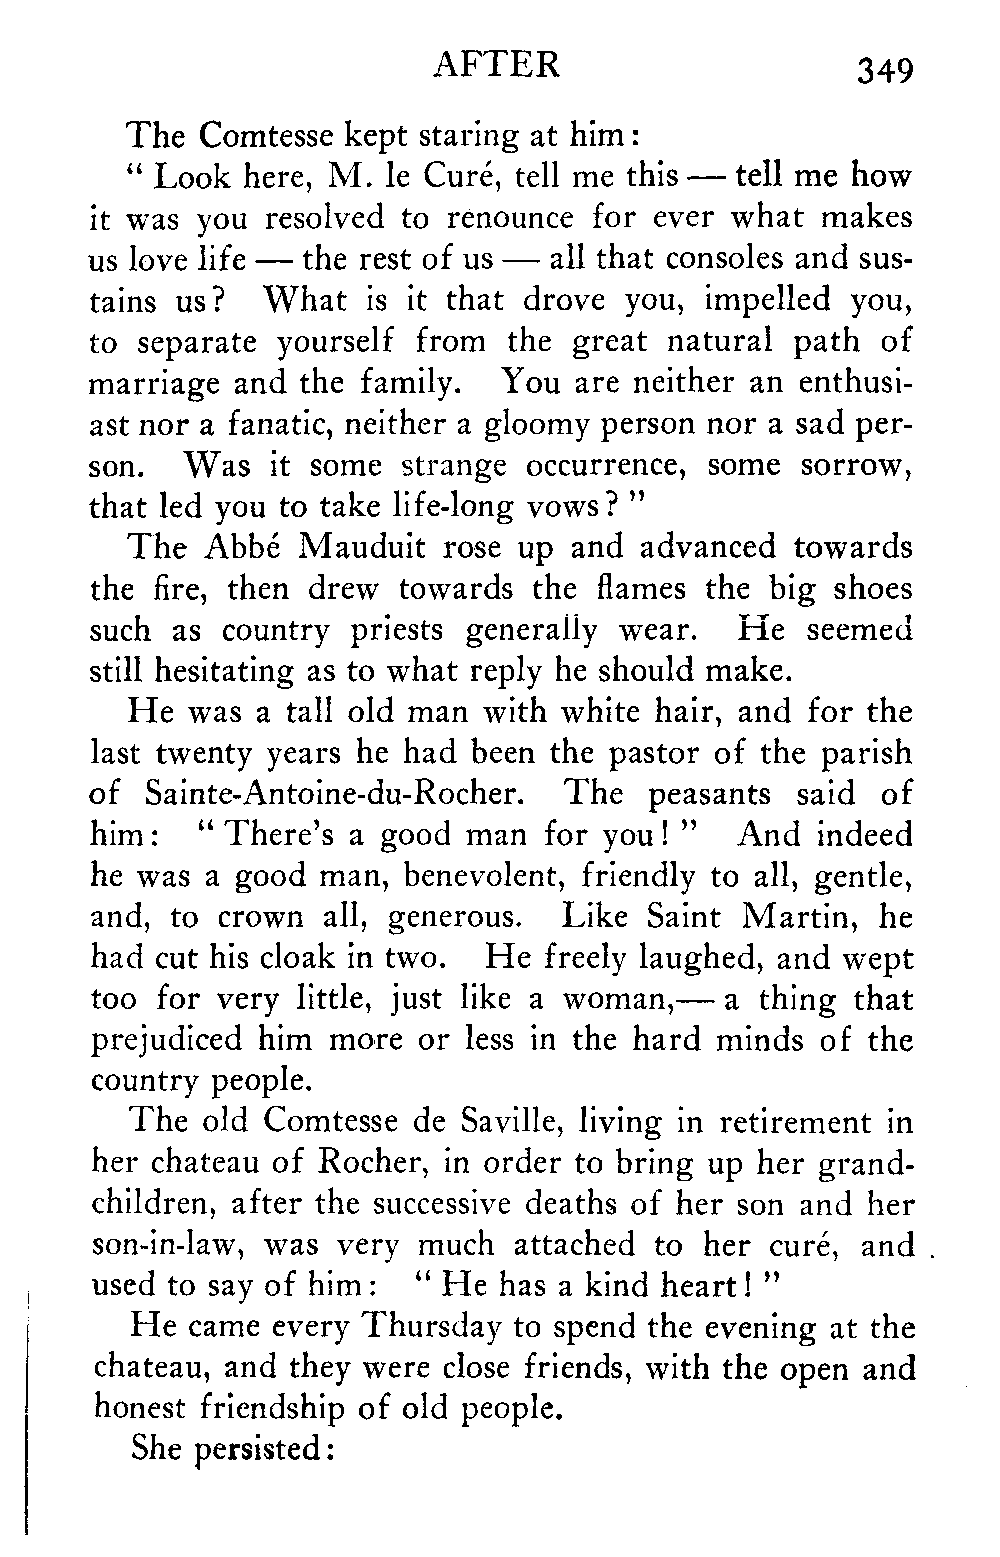 AFTER 349
The Comtesse kept staring at him:
“ Look here, M. le Curé, tell me this — tell me how
it was you resolved to renounce for ever what makes
us love life — the rest of us — all that consoles and sus-
tains us? What is it that drove you, impelled you,
to separate yourself from the great natural path of
marriage and the family. You are neither an enthusi-
ast nor a fanatic, neither a gloomy person nor a sad per-
son. Was it some strange occurrence, some sorrow,
that led you to take life-long vows? ”
The Abbé Mauduit rose up and advanced towards
the fire, then drew towards the flames the big shoes
such as country priests generally wear. He seemed
still hesitating as to what reply he should make.
He was a tall old man with white hair, and for the
last twenty years he had been the pastor of the parish
of Sainte-Antoine-du-Rocher. The peasants said of
him: “ There’s a good man for you! ” And indeed
he was a good man, benevolent, friendly to all, gentle,
and, to crown all, generous. Like Saint Martin, he
had cut his cloak in two. He freely laughed, and wept
too for very little, just like a woman,— a thing that
prejudiced him more or less in the hard minds of the
country people.
The old Comtesse de Saville, living in retirement in
her chateau of Rocher, in order to bring up her grand-
children, after the successive deaths of her son and her
son-in-law, was very much attached to her curé, and
used to say of him: “ He has a kind heart! ”
He came every Thursday to spend the evening at the
chateau, and they were close friends, with the open and
honest friendship of old people.
She persisted: